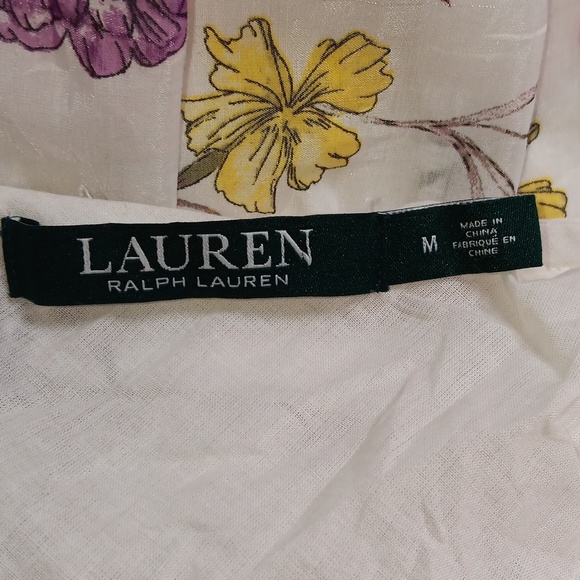 LAUREN
RALPH LAUREN
M
MADE IN
CHINA
FABRIQUÉ EN
CHINE